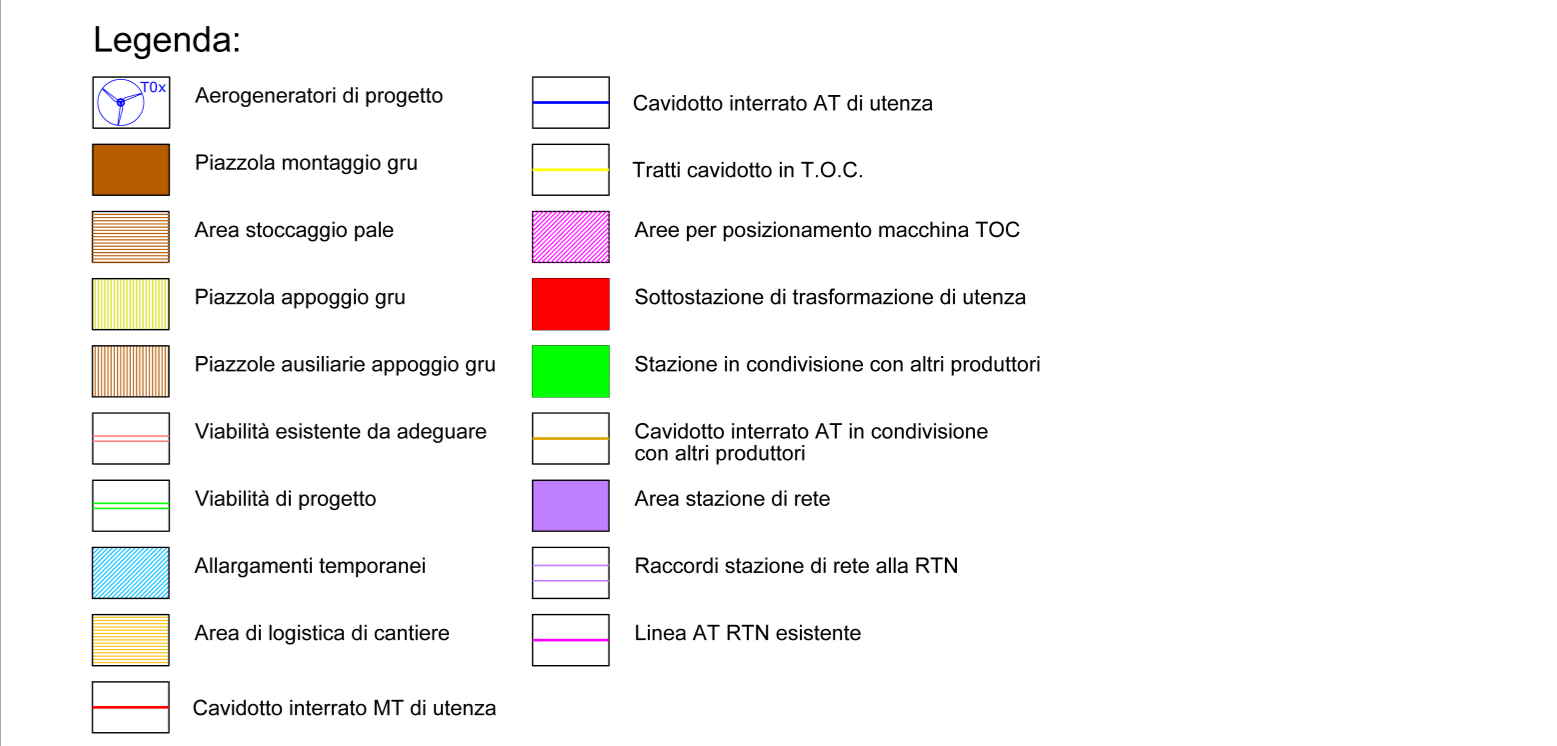 Legenda:
T0x
Aerogeneratori di progetto
Piazzola montaggio gru
Area stoccaggio pale
Piazzola appoggio gru
Piazzole ausiliarie appoggio gru
Viabilità esistente da adeguare
Viabilità di progetto
Allargamenti temporanei
Area di logistica di cantiere
Cavidotto interrato MT di utenza
Cavidotto interrato AT di utenza
Tratti cavidotto in T.O.C.
Aree per posizionamento macchina TOC
Sottostazione di trasformazione di utenza
Stazione in condivisione con altri produttori
Cavidotto interrato AT in condivisione
con altri produttori
Area stazione di rete
Raccordi stazione di rete alla RTN
Linea AT RTN esistente